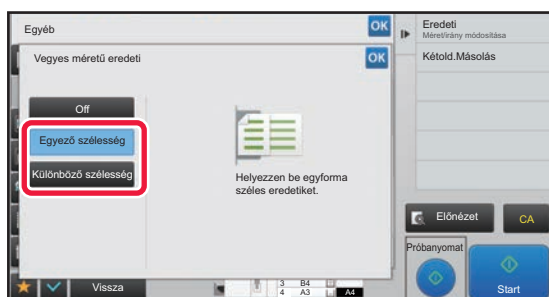 Egyéb
OK
Vegyes méretű eredeti
OK
Off
Egyező szélesség
Különböző szélesség
Helyezzen be egyforma
széles eredetiket.
Eredeti
Méret/irány módosítása
Kétold.Másolás
Előnézet
CA
Próbanyomat
Start
Vissza
3 B4
4 A3
A4